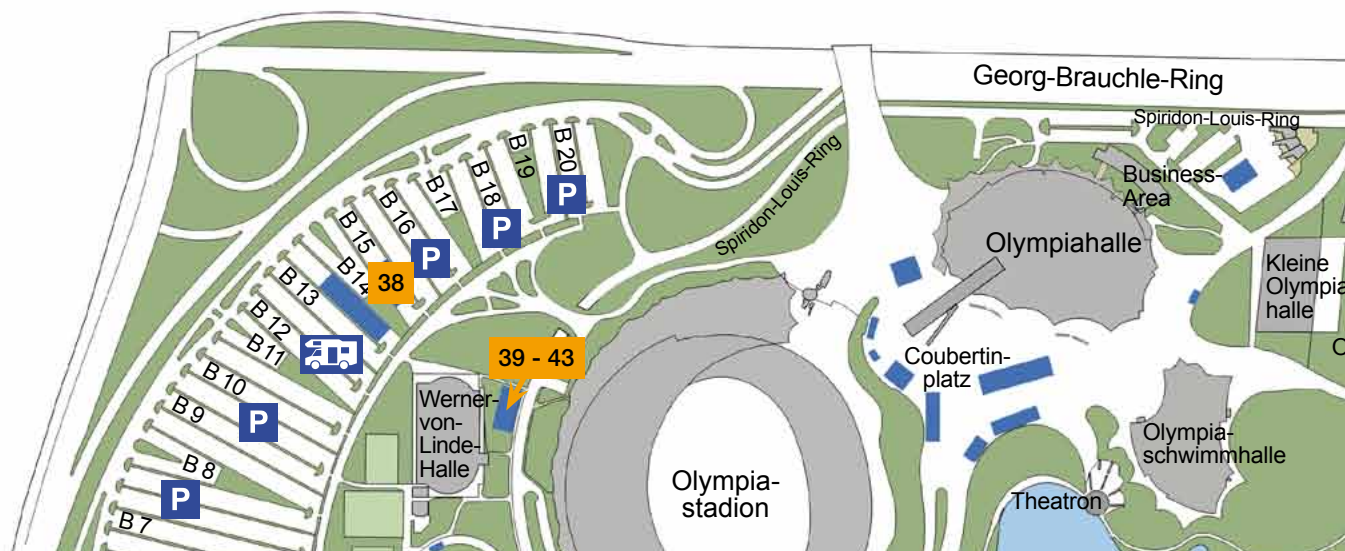 Georg-Brauchle-Ring
Spiridon-Louis-Ring
Business-
Area
Olympiahalle
Kleine
Olympia
halle
Spiridon-Louis-Ring
B 20
B 19
B 18
B 17
B 16
B 15
B 14
B 13
B 12
B 11
B 10
B 9
B 8
B 7
P
P
P
P
P
38
39 - 43
Werner-
von-
Linde-
Halle
Coubertin-
platz
Olympia-
schwimmhalle
Olympia-
stadion
Theatron